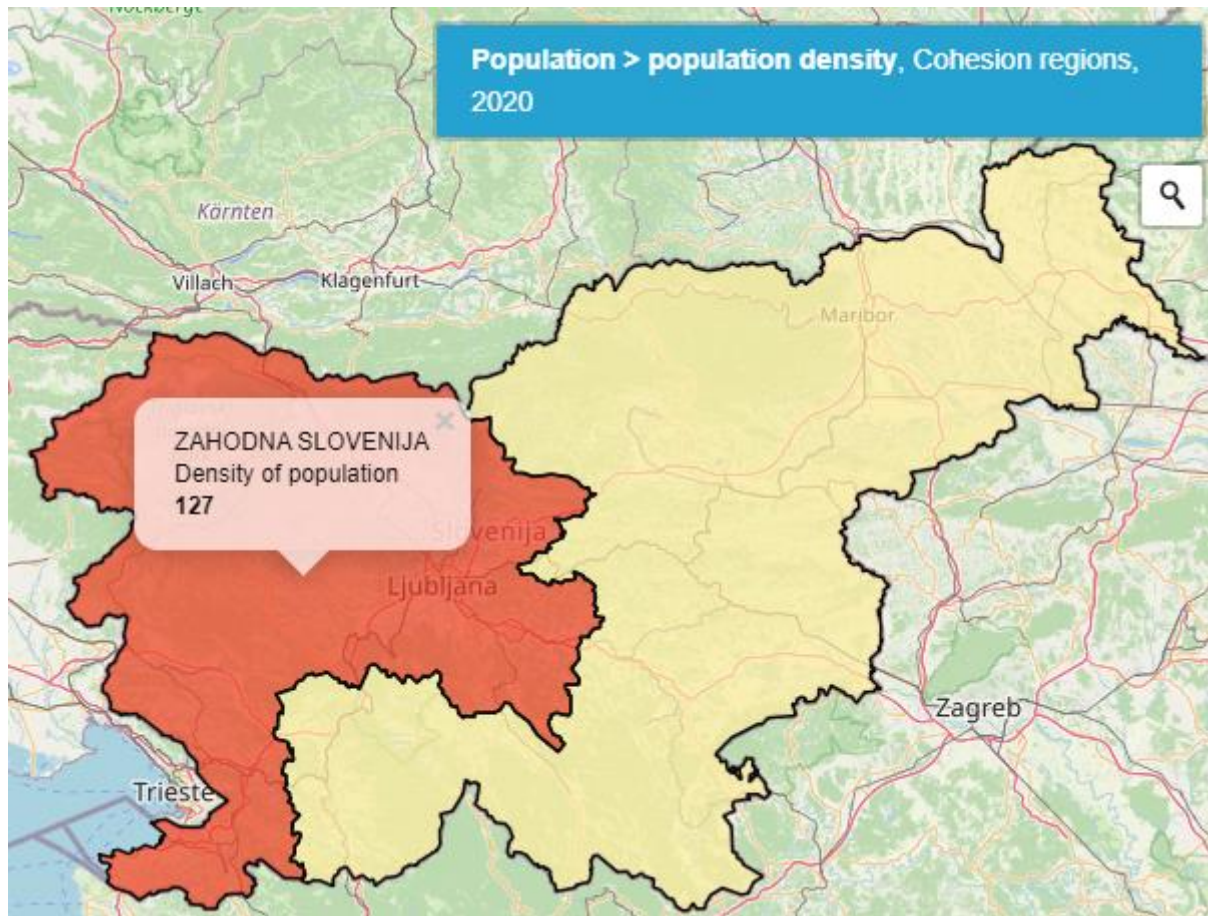 Population > population density, Cohesion regions,
2020
Kärnten
Villach
Klagenfurt
Maribor
ZAHODNA SLOVENIJA
Density of population
127
Slovenija
Ljubljana
Zagreb
Trieste